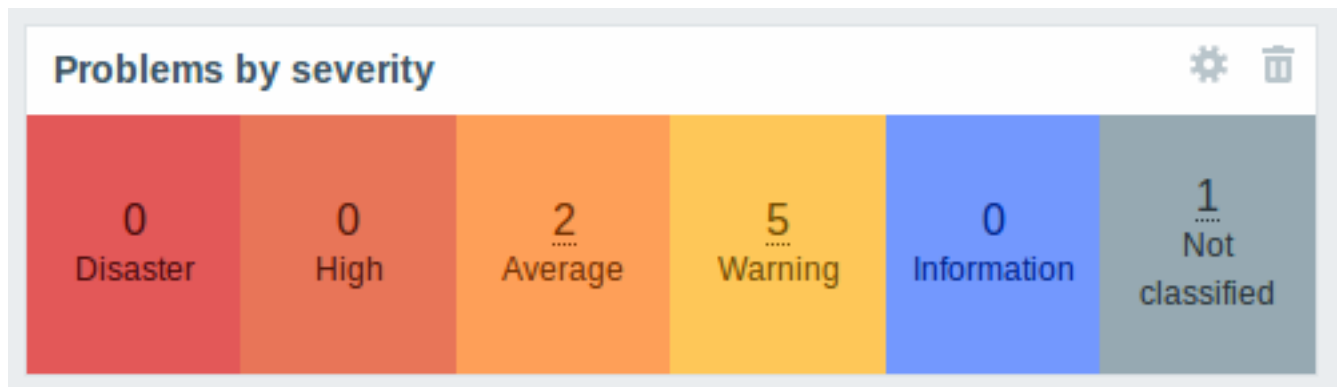 Problems by severity
0
Disaster
0
High
2
Average
5
Warning
0
Information
1
Not
classified